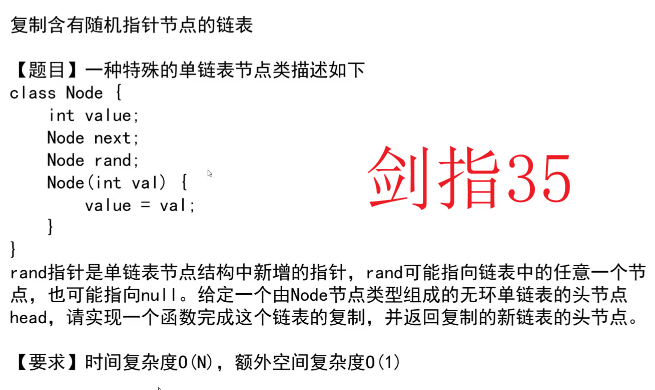 复制含有随机指针节点的链表
【题目】一种特殊的单链表节点类描述如下
class Node {
    int value;
    Node next;
    Node rand;
    Node(int val) {
        value = val;
    }
}
剑指35
rand指针是单链表节点结构中新增的指针，rand可能指向链表中的任意一个节
点，也可能指向null。给定一个由Node节点类型组成的无环单链表的头节点
head，请实现一个函数完成这个链表的复制，并返回复制的新链表的头节点。
【要求】时间复杂度O(N)，额外空间复杂度O(1)